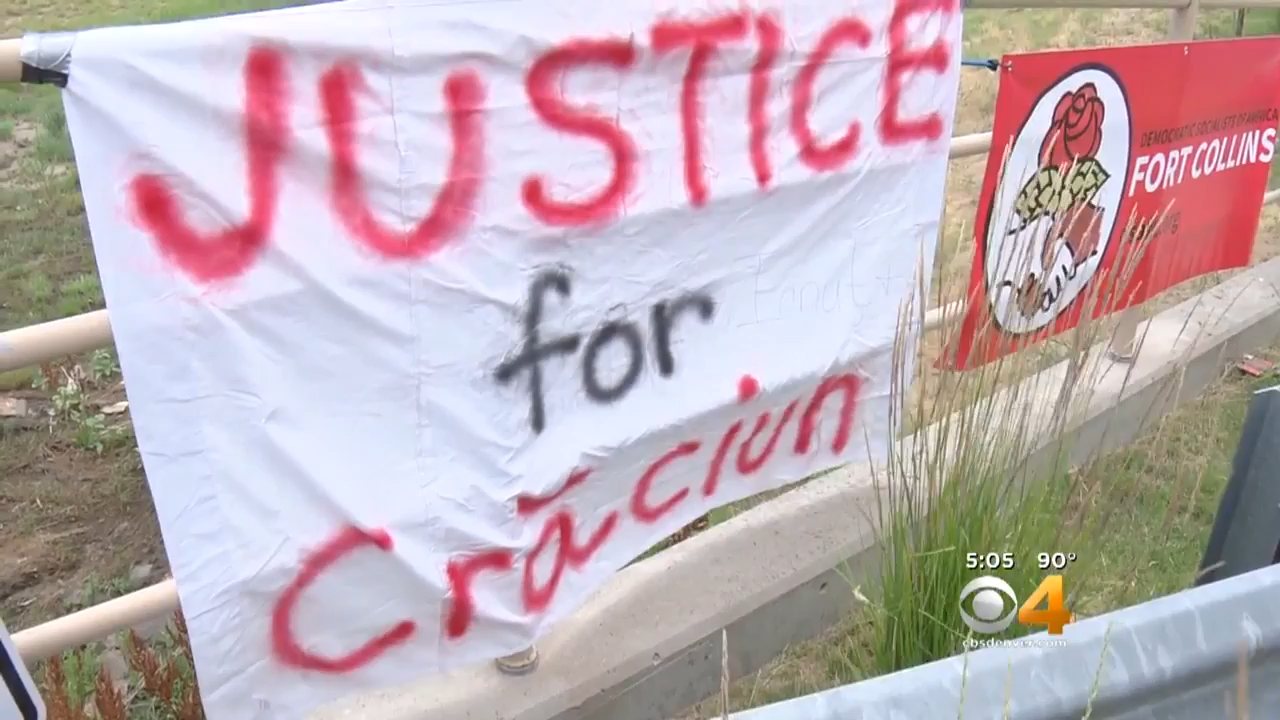 JUSTICE
for
Crăciun
DEMOCRATIC SOCIALISTS OF AMERICA
FORT COLLINS
5:05 90°
4
cbsdenver.com